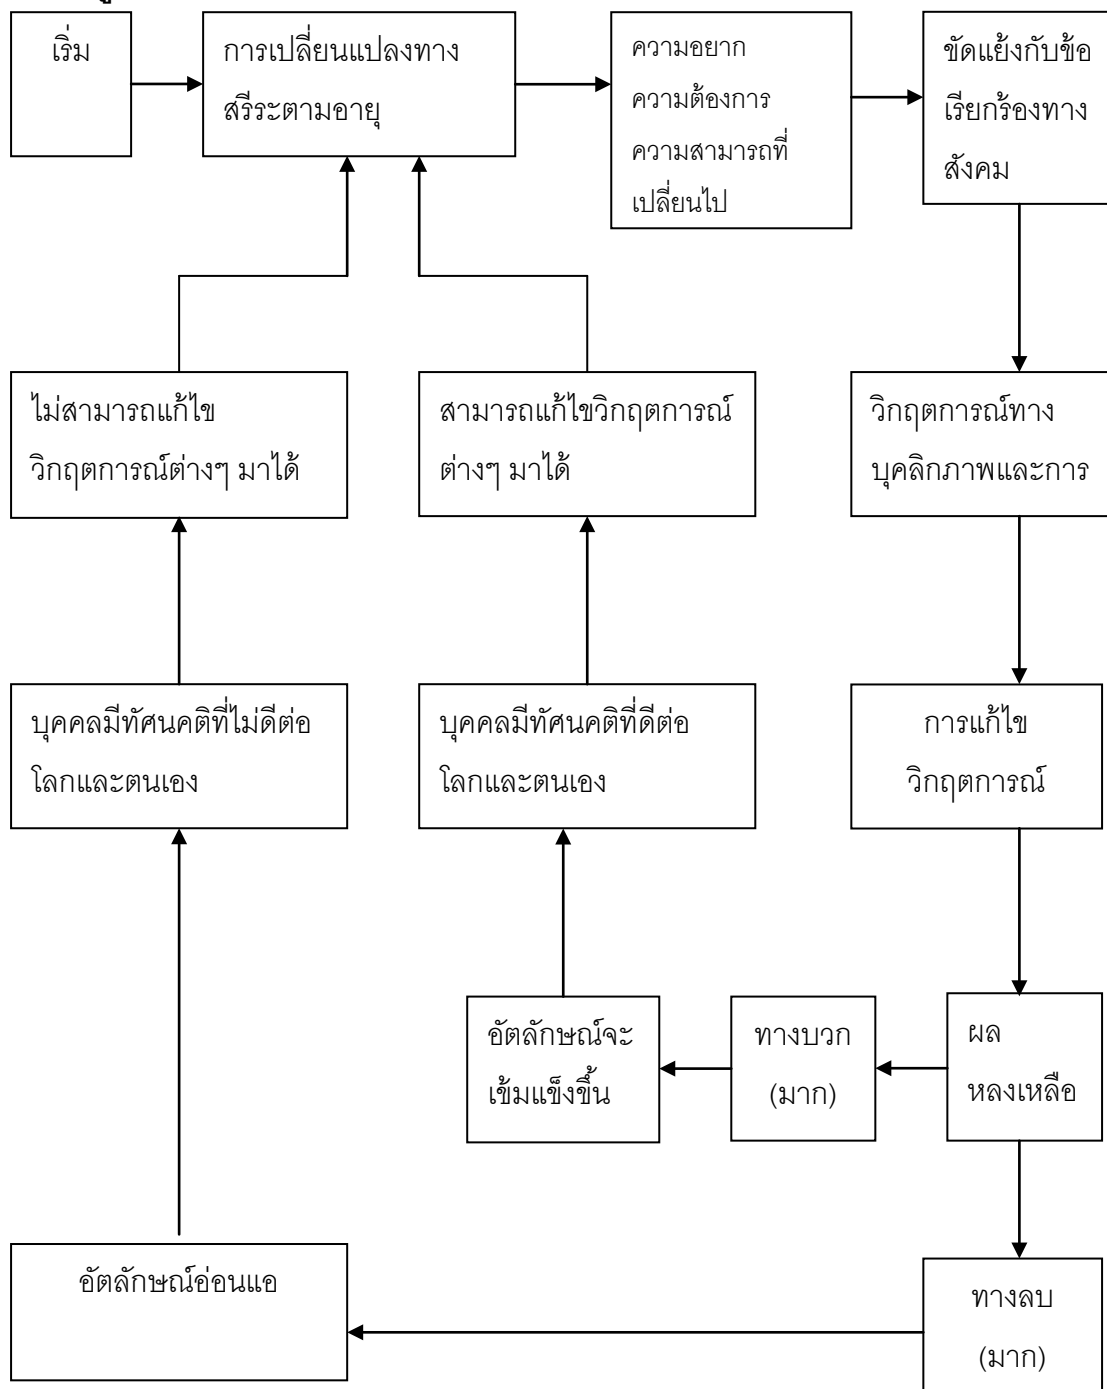 เริ่ม
การเปลี่ยนแปลงทาง
สรีระตามอายุ
ความอยาก
ความต้องการ
ความสามารถที่
เปลี่ยนไป
ขัดแย้งกับข้อ
เรียกร้องทาง
สังคม
ไม่สามารถแก้ไข
วิกฤตการณ์ต่างๆ มาได้
สามารถแก้ไขวิกฤตการณ์
ต่างๆ มาได้
วิกฤตการณ์ทาง
บุคลิกภาพและการ
บุคคลมีทัศนคติที่ไม่ดีต่อ
โลกและตนเอง
บุคคลมีทัศนคติที่ดีต่อ
โลกและตนเอง
การแก้ไข
วิกฤตการณ์
อัตลักษณ์จะ
เข้มแข็งขึ้น
ทางบวก
(มาก)
ผล
หลงเหลือ
อัตลักษณ์อ่อนแอ
ทางลบ
(มาก)